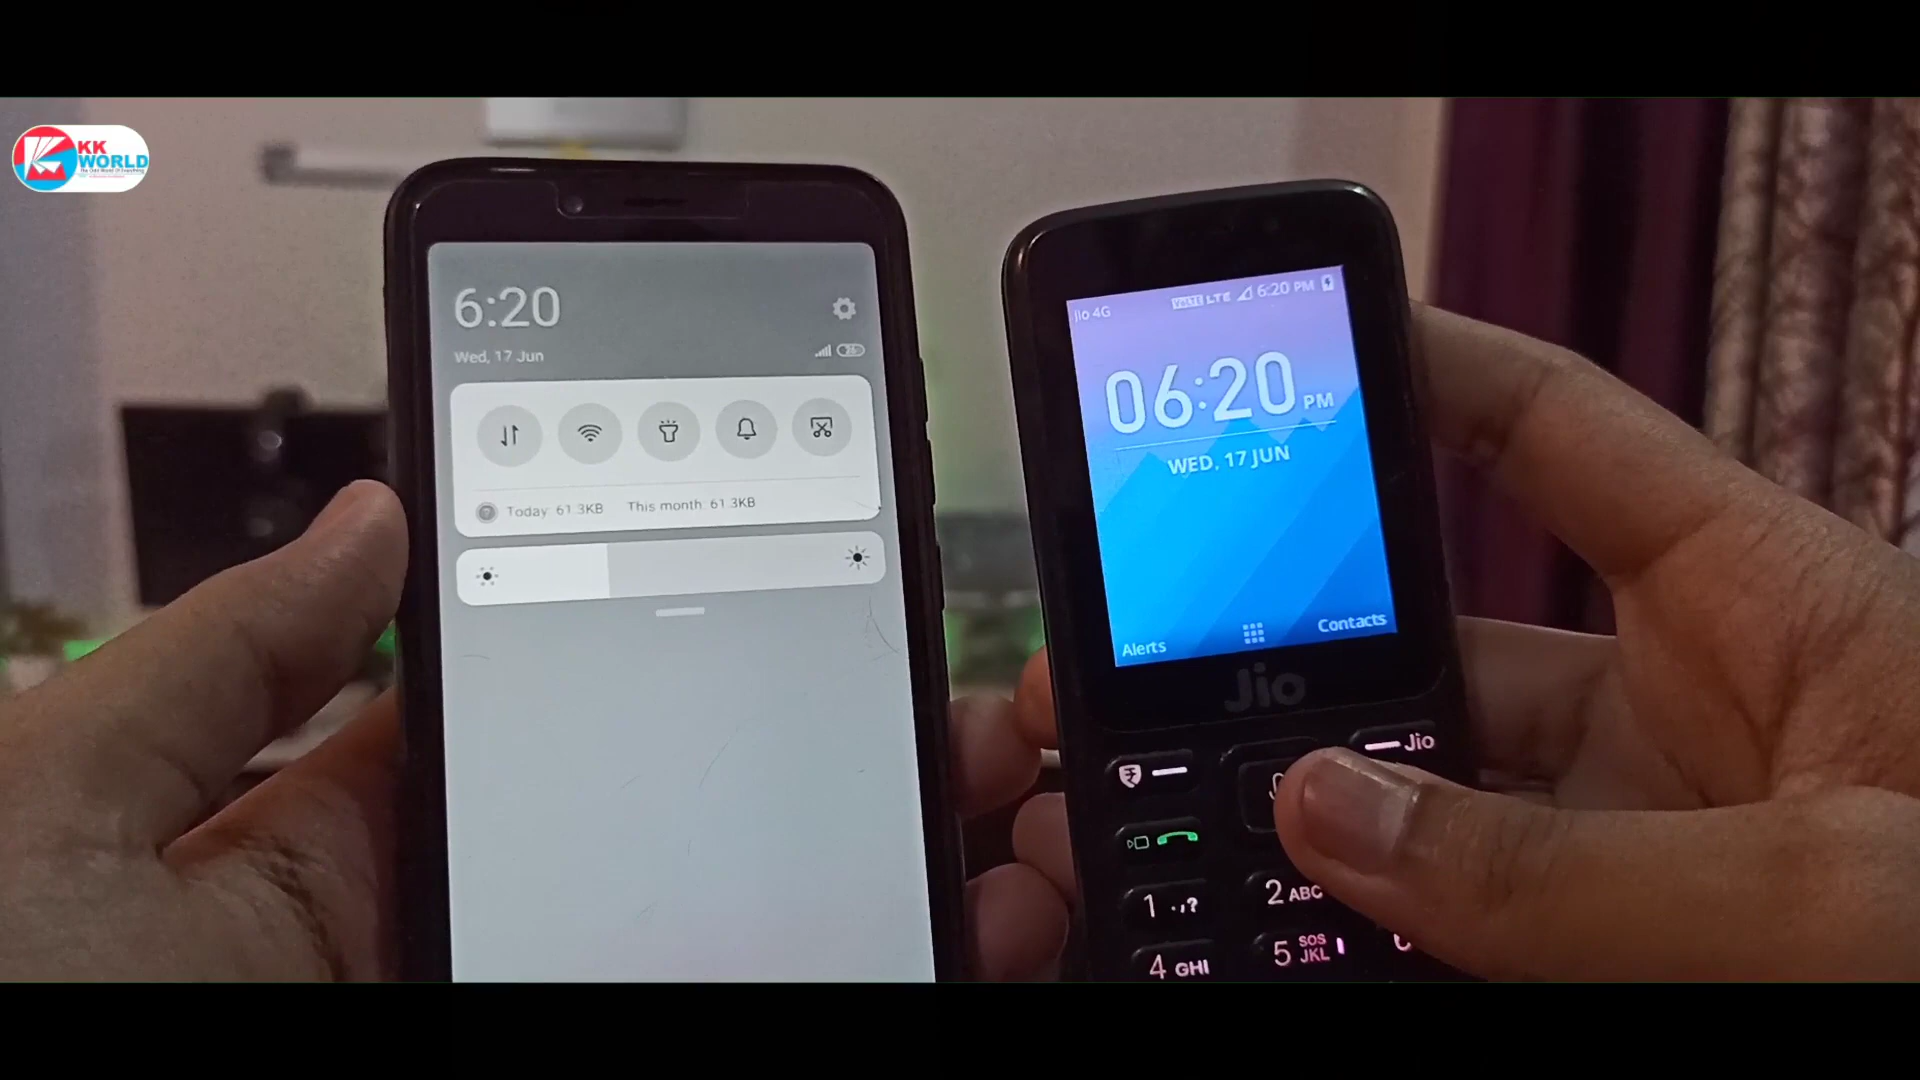 KK
WORLD
6:20
Wed, 17 Jun
26
Today 61.3KB This month 61.3KB
Jio 4G
VoLTE LTE 6:20 PM
06:20 PM
WED, 17 JUN
Alerts
Contacts
Jio
Jio
1 .,?
2 ABC
4 GHI
5 SOS JKL